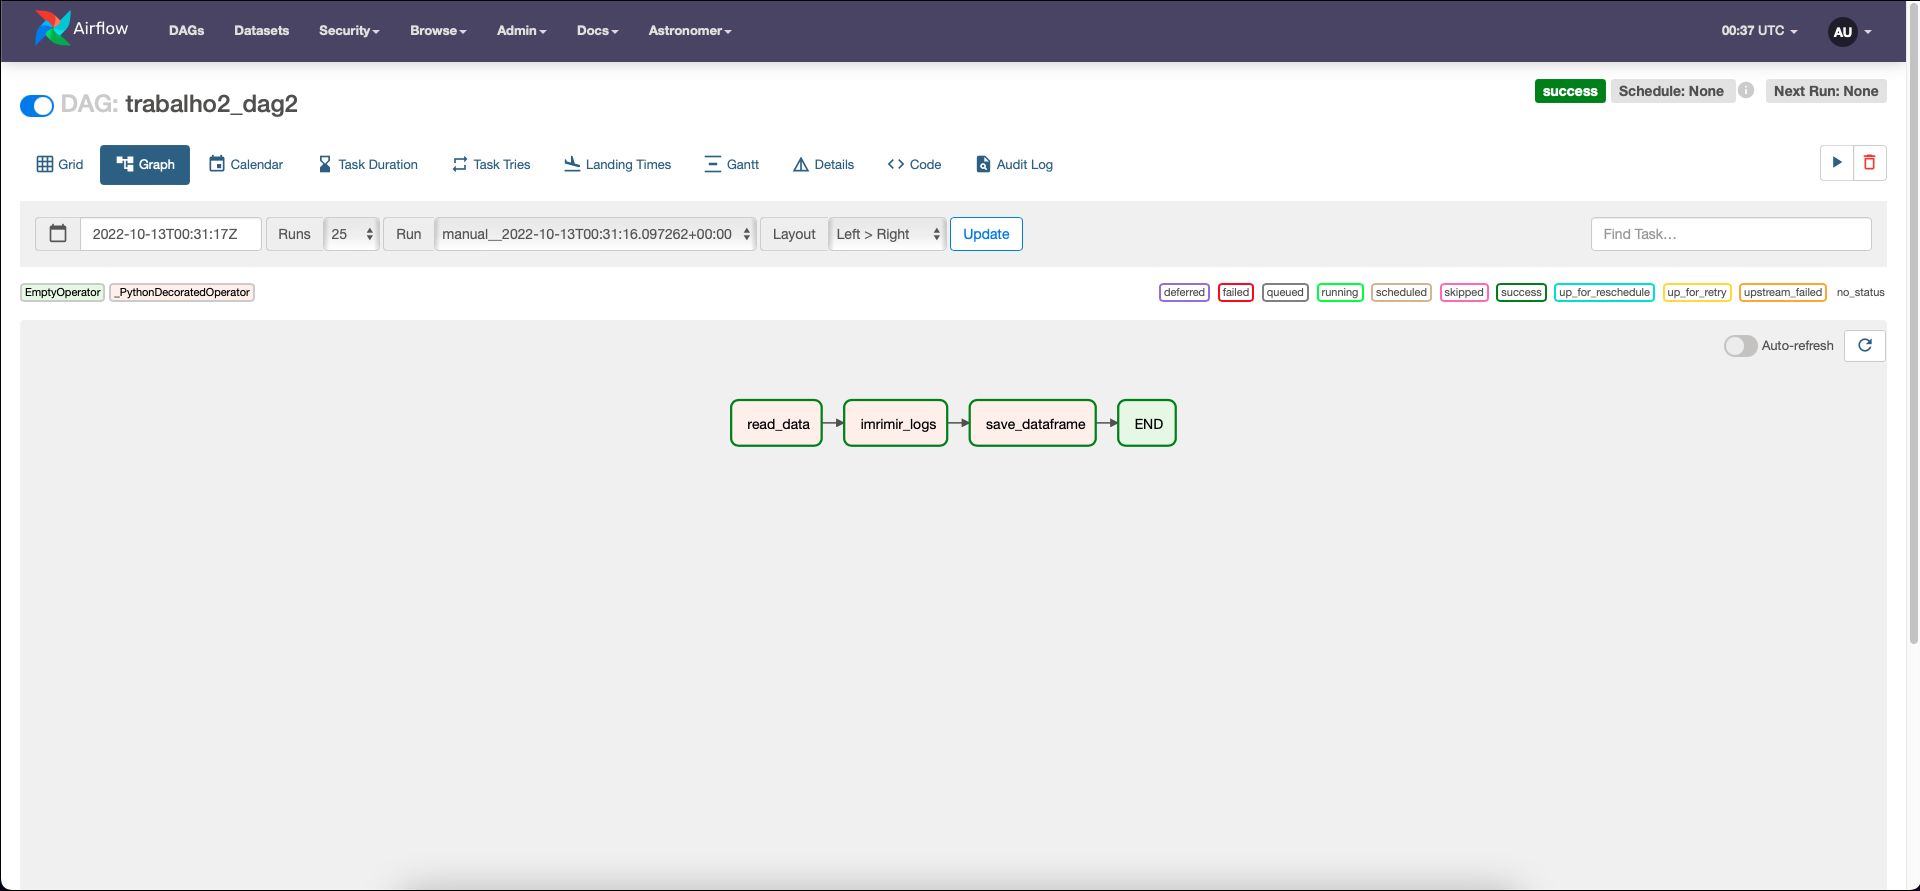 Airflow DAGs Datasets Security Browse Admin Docs Astronomer 00:37 UTC AU
DAG: trabalho2_dag2 success Schedule: None i Next Run: None
Grid Graph Calendar Task Duration Task Tries Landing Times Gantt Details Code Audit Log
2022-10-13T00:31:17Z Runs 25 Run manual__2022-10-13T00:31:16.097262+00:00 Layout Left > Right Update Find Task...
EmptyOperator _PythonDecoratedOperator deferred failed queued running scheduled skipped success up_for_reschedule up_for_retry upstream_failed no_status
Auto-refresh
read_data imrimir_logs save_dataframe END